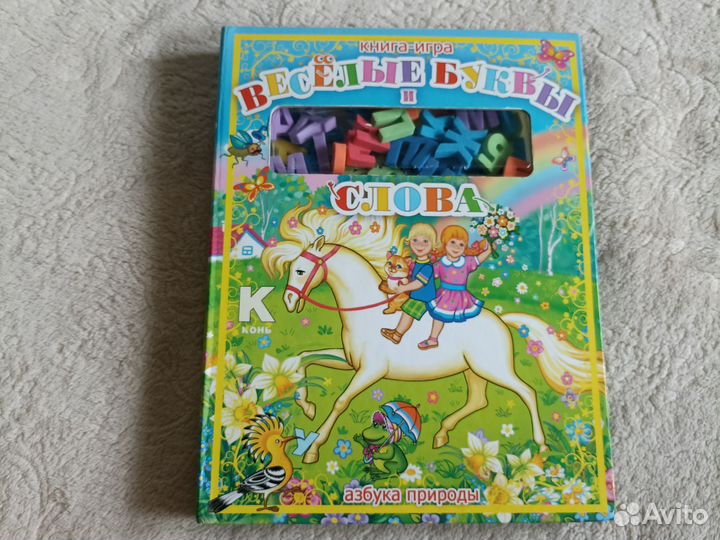 книга-игра
ВЕСЁЛЫЕ БУКВЫ
И
СЛОВА
К
КОНЬ
У
азбука природы
Avito